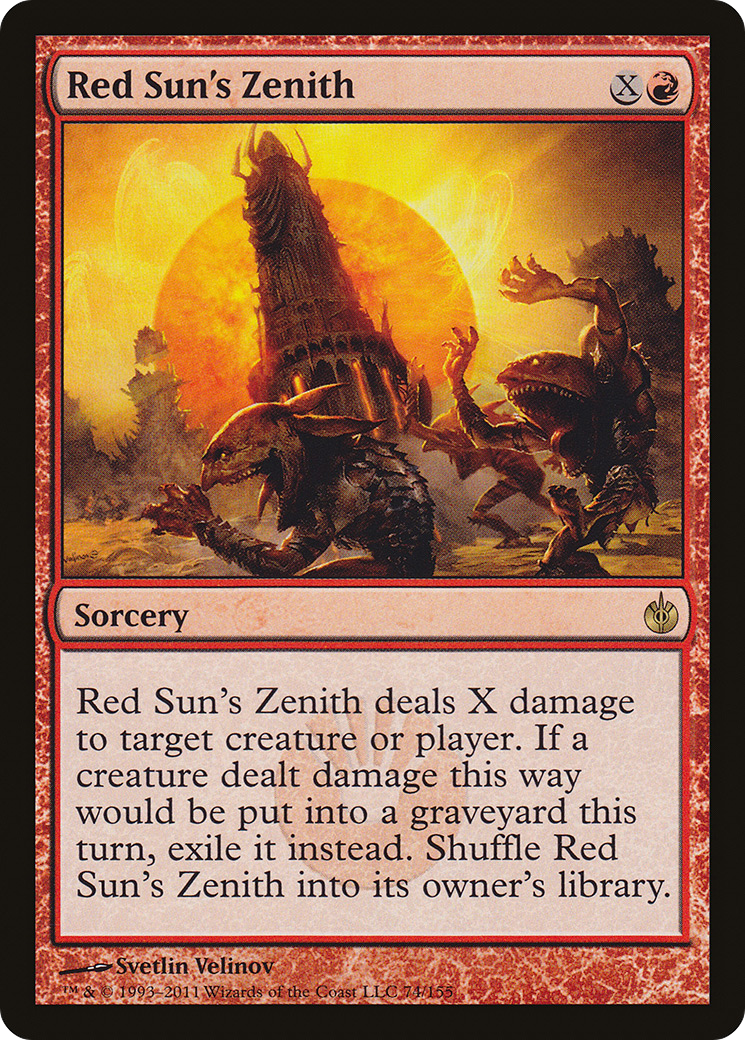 Red Sun's Zenith
X
Velinov
Sorcery
Red Sun's Zenith deals X damage
to target creature or player. If a
creature dealt damage this way
would be put into a graveyard this
turn, exile it instead. Shuffle Red
Sun's Zenith into its owner's library.
Svetlin Velinov
™ & © 1993–2011 Wizards of the Coast LLC 74/155